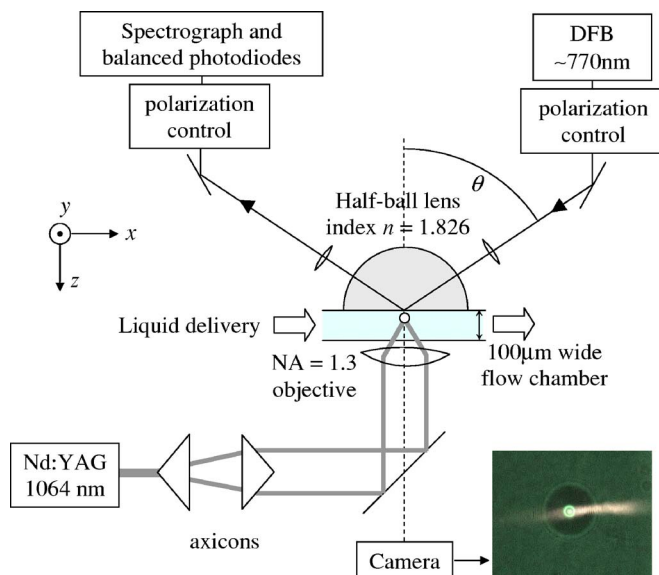 Spectrograph and
balanced photodiodes
DFB
~770nm
polarization
control
polarization
control
θ
Half-ball lens
index n = 1.826
y
x
z
Liquid delivery
NA = 1.3
objective
100μm wide
flow chamber
Nd:YAG
1064 nm
axicons
Camera